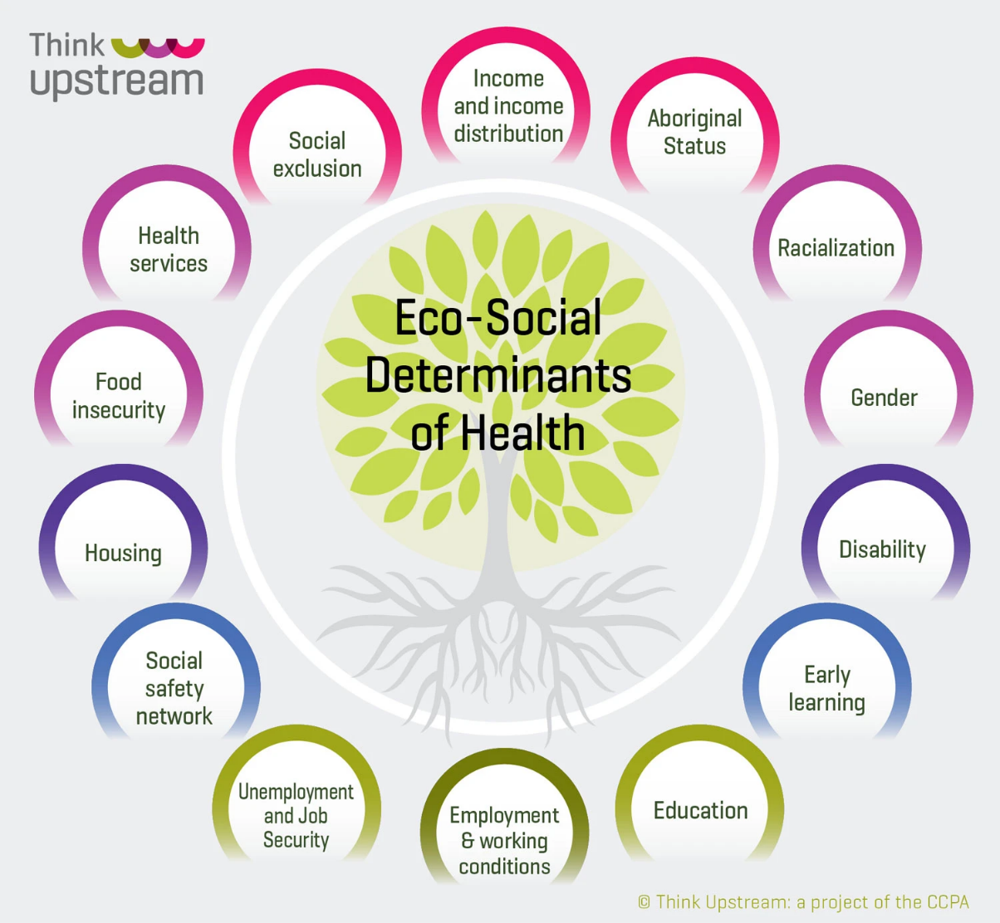 Think
upstream
Income
and income
distribution
Aboriginal
Status
Racialization
Gender
Disability
Early
learning
Education
Employment
& working
conditions
Unemployment
and Job
Security
Social
safety
network
Housing
Food
insecurity
Health
services
Social
exclusion
Eco-Social
Determinants
of Health
© Think Upstream: a project of the CCPA